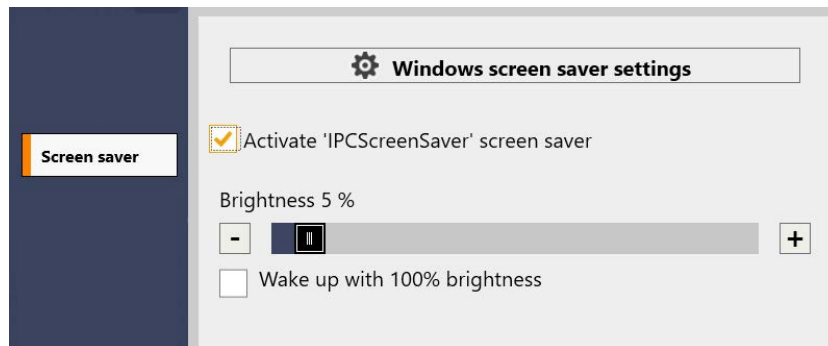 Windows screen saver settings
Screen saver
Activate 'IPCScreenSaver' screen saver
Brightness 5 %
- +
Wake up with 100% brightness